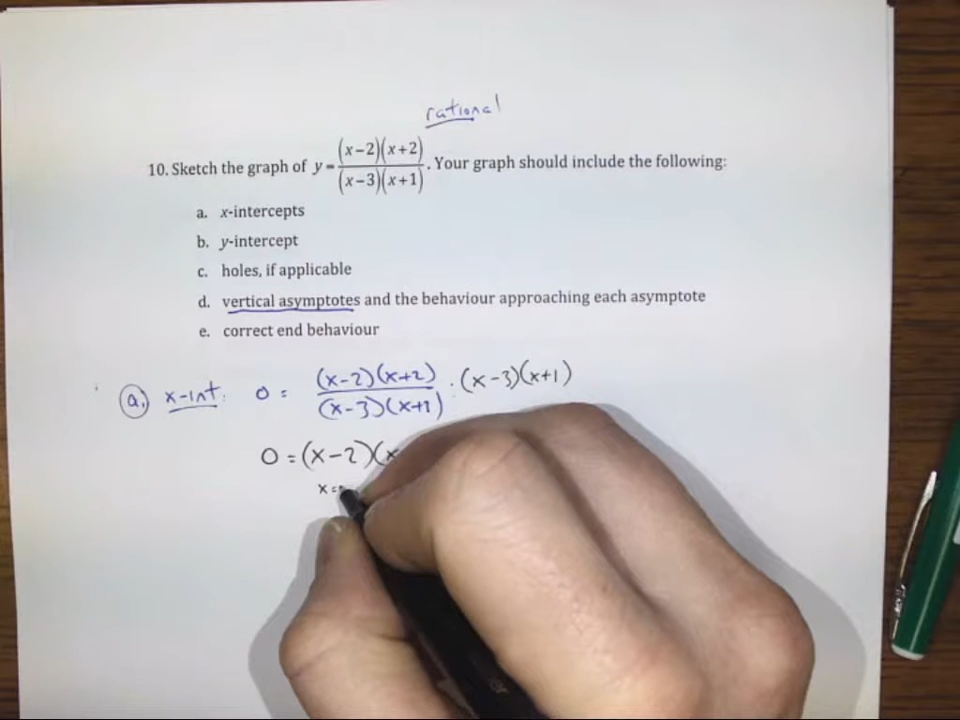 rational
10. Sketch the graph of y = (x−2)(x+2) / (x−3)(x+1) . Your graph should include the following:
a. x-intercepts
b. y-intercept
c. holes, if applicable
d. vertical asymptotes and the behaviour approaching each asymptote
e. correct end behaviour
a. x-int: 0 = (x-2)(x+2) / (x-3)(x+1) · (x-3)(x+1)
0 = (x-2)(x
x =